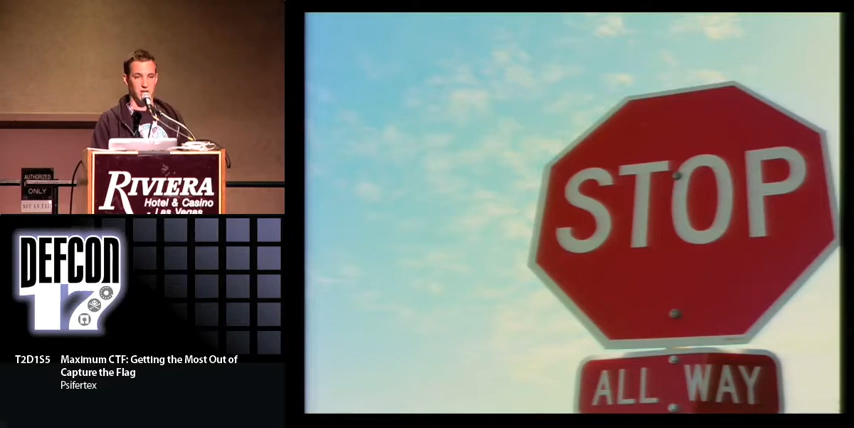 AUTHORIZED
ONLY
RIVIERA
Hotel & Casino
Las Vegas
DEFCON
17
T2D1S5 Maximum CTF: Getting the Most Out of
Capture the Flag
Psifertex
STOP
ALL WAY